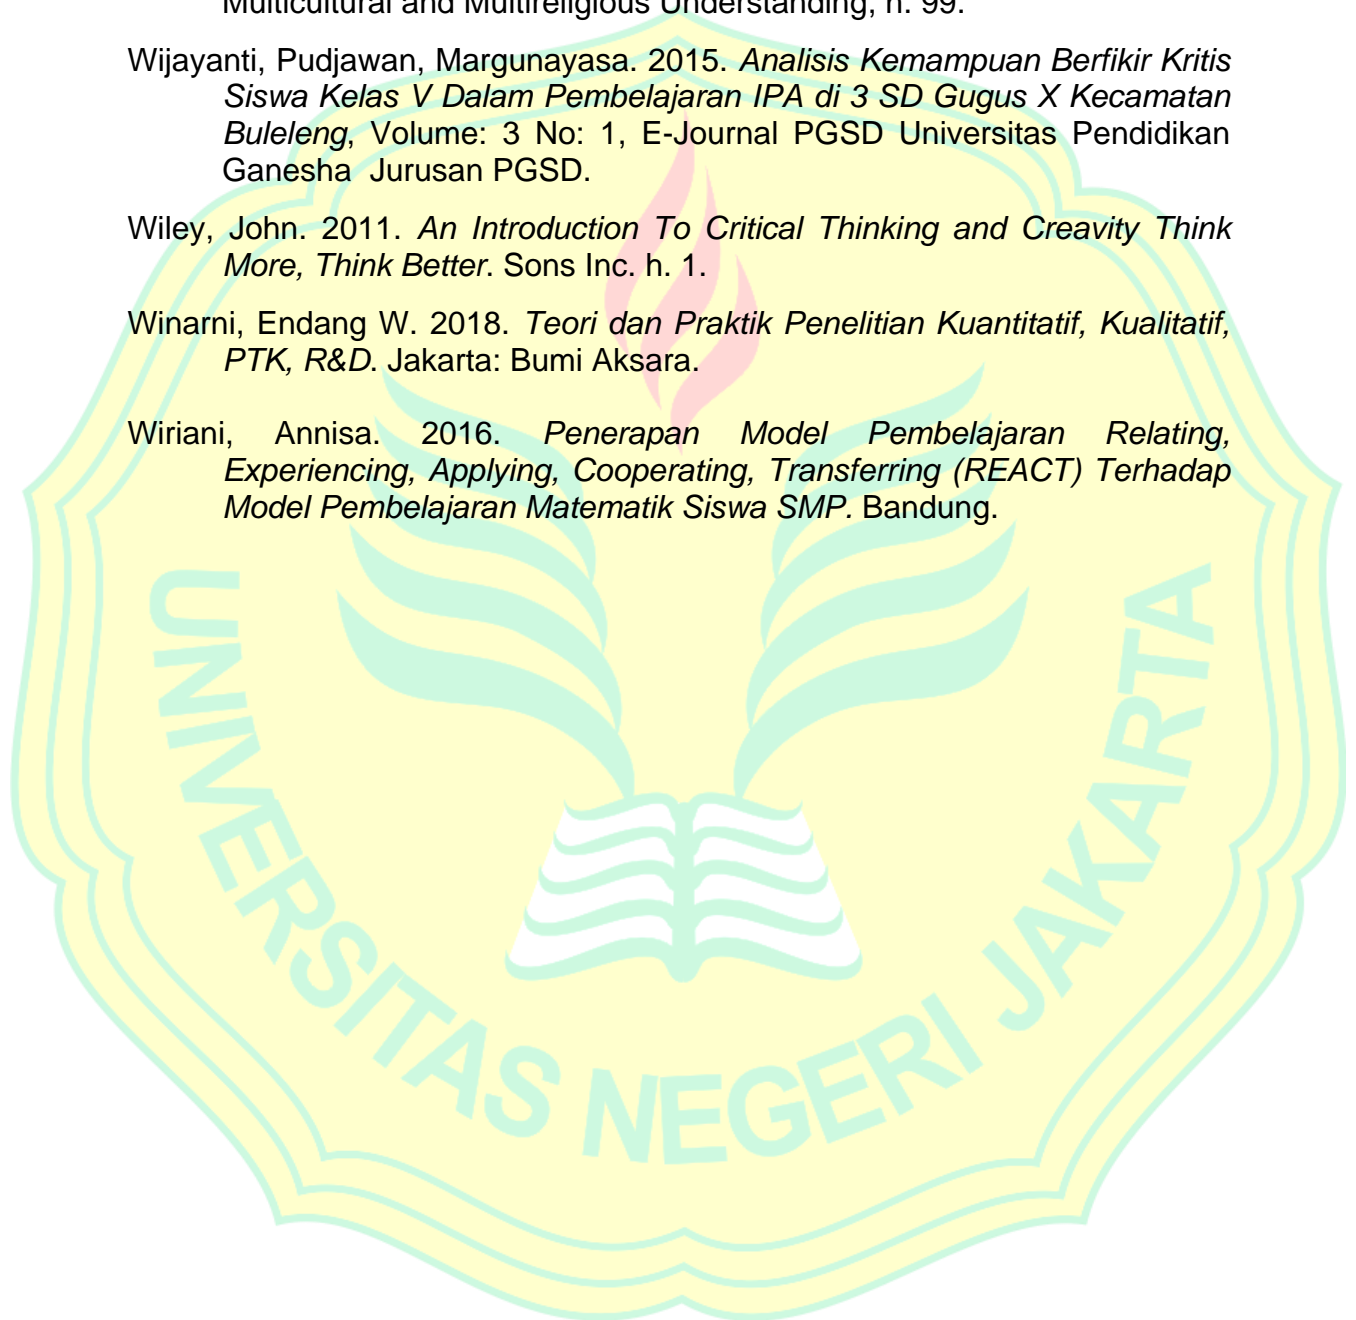 Multicultural and Multireligious Understanding, h. 99.
Wijayanti, Pudjawan, Margunayasa. 2015. Analisis Kemampuan Berfikir Kritis
Siswa Kelas V Dalam Pembelajaran IPA di 3 SD Gugus X Kecamatan
Buleleng, Volume: 3 No: 1, E-Journal PGSD Universitas Pendidikan
Ganesha Jurusan PGSD.
Wiley, John. 2011. An Introduction To Critical Thinking and Creavity Think
More, Think Better. Sons Inc. h. 1.
Winarni, Endang W. 2018. Teori dan Praktik Penelitian Kuantitatif, Kualitatif,
PTK, R&D. Jakarta: Bumi Aksara.
Wiriani, Annisa. 2016. Penerapan Model Pembelajaran Relating,
Experiencing, Applying, Cooperating, Transferring (REACT) Terhadap
Model Pembelajaran Matematik Siswa SMP. Bandung.
UNIVERSITAS NEGERI JAKARTA